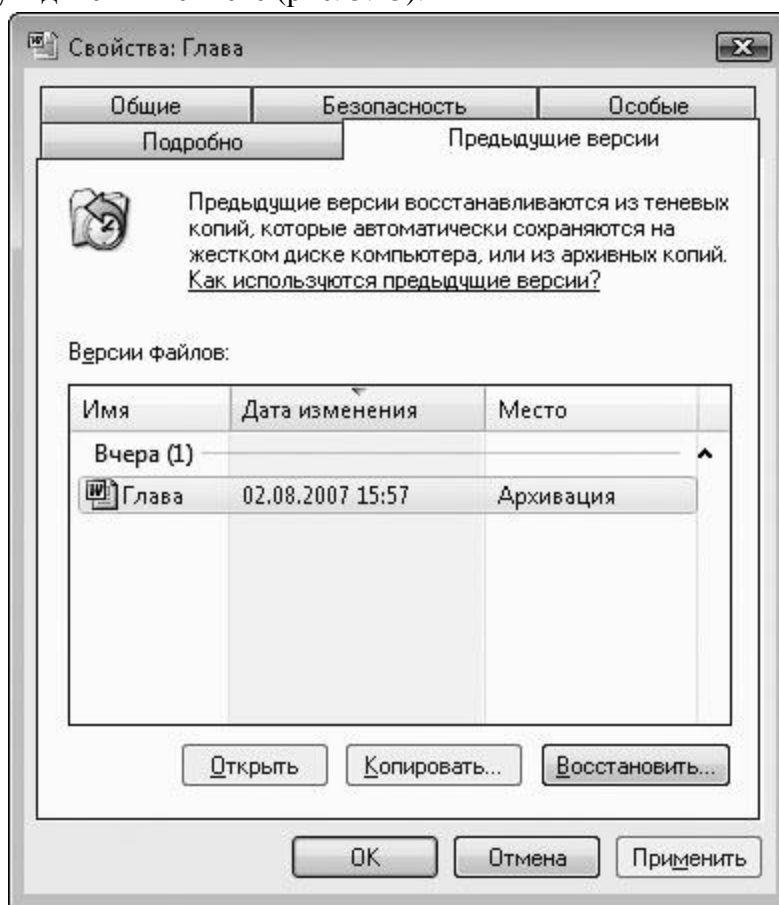 Свойства: Глава
Общие Безопасность Особые
Подробно Предыдущие версии
Предыдущие версии восстанавливаются из теневых
копий, которые автоматически сохраняются на
жестком диске компьютера, или из архивных копий.
Как используются предыдущие версии?
Версии файлов:
Имя Дата изменения Место
Вчера (1)
Глава 02.08.2007 15:57 Архивация
Открыть Копировать... Восстановить...
ОК Отмена Применить